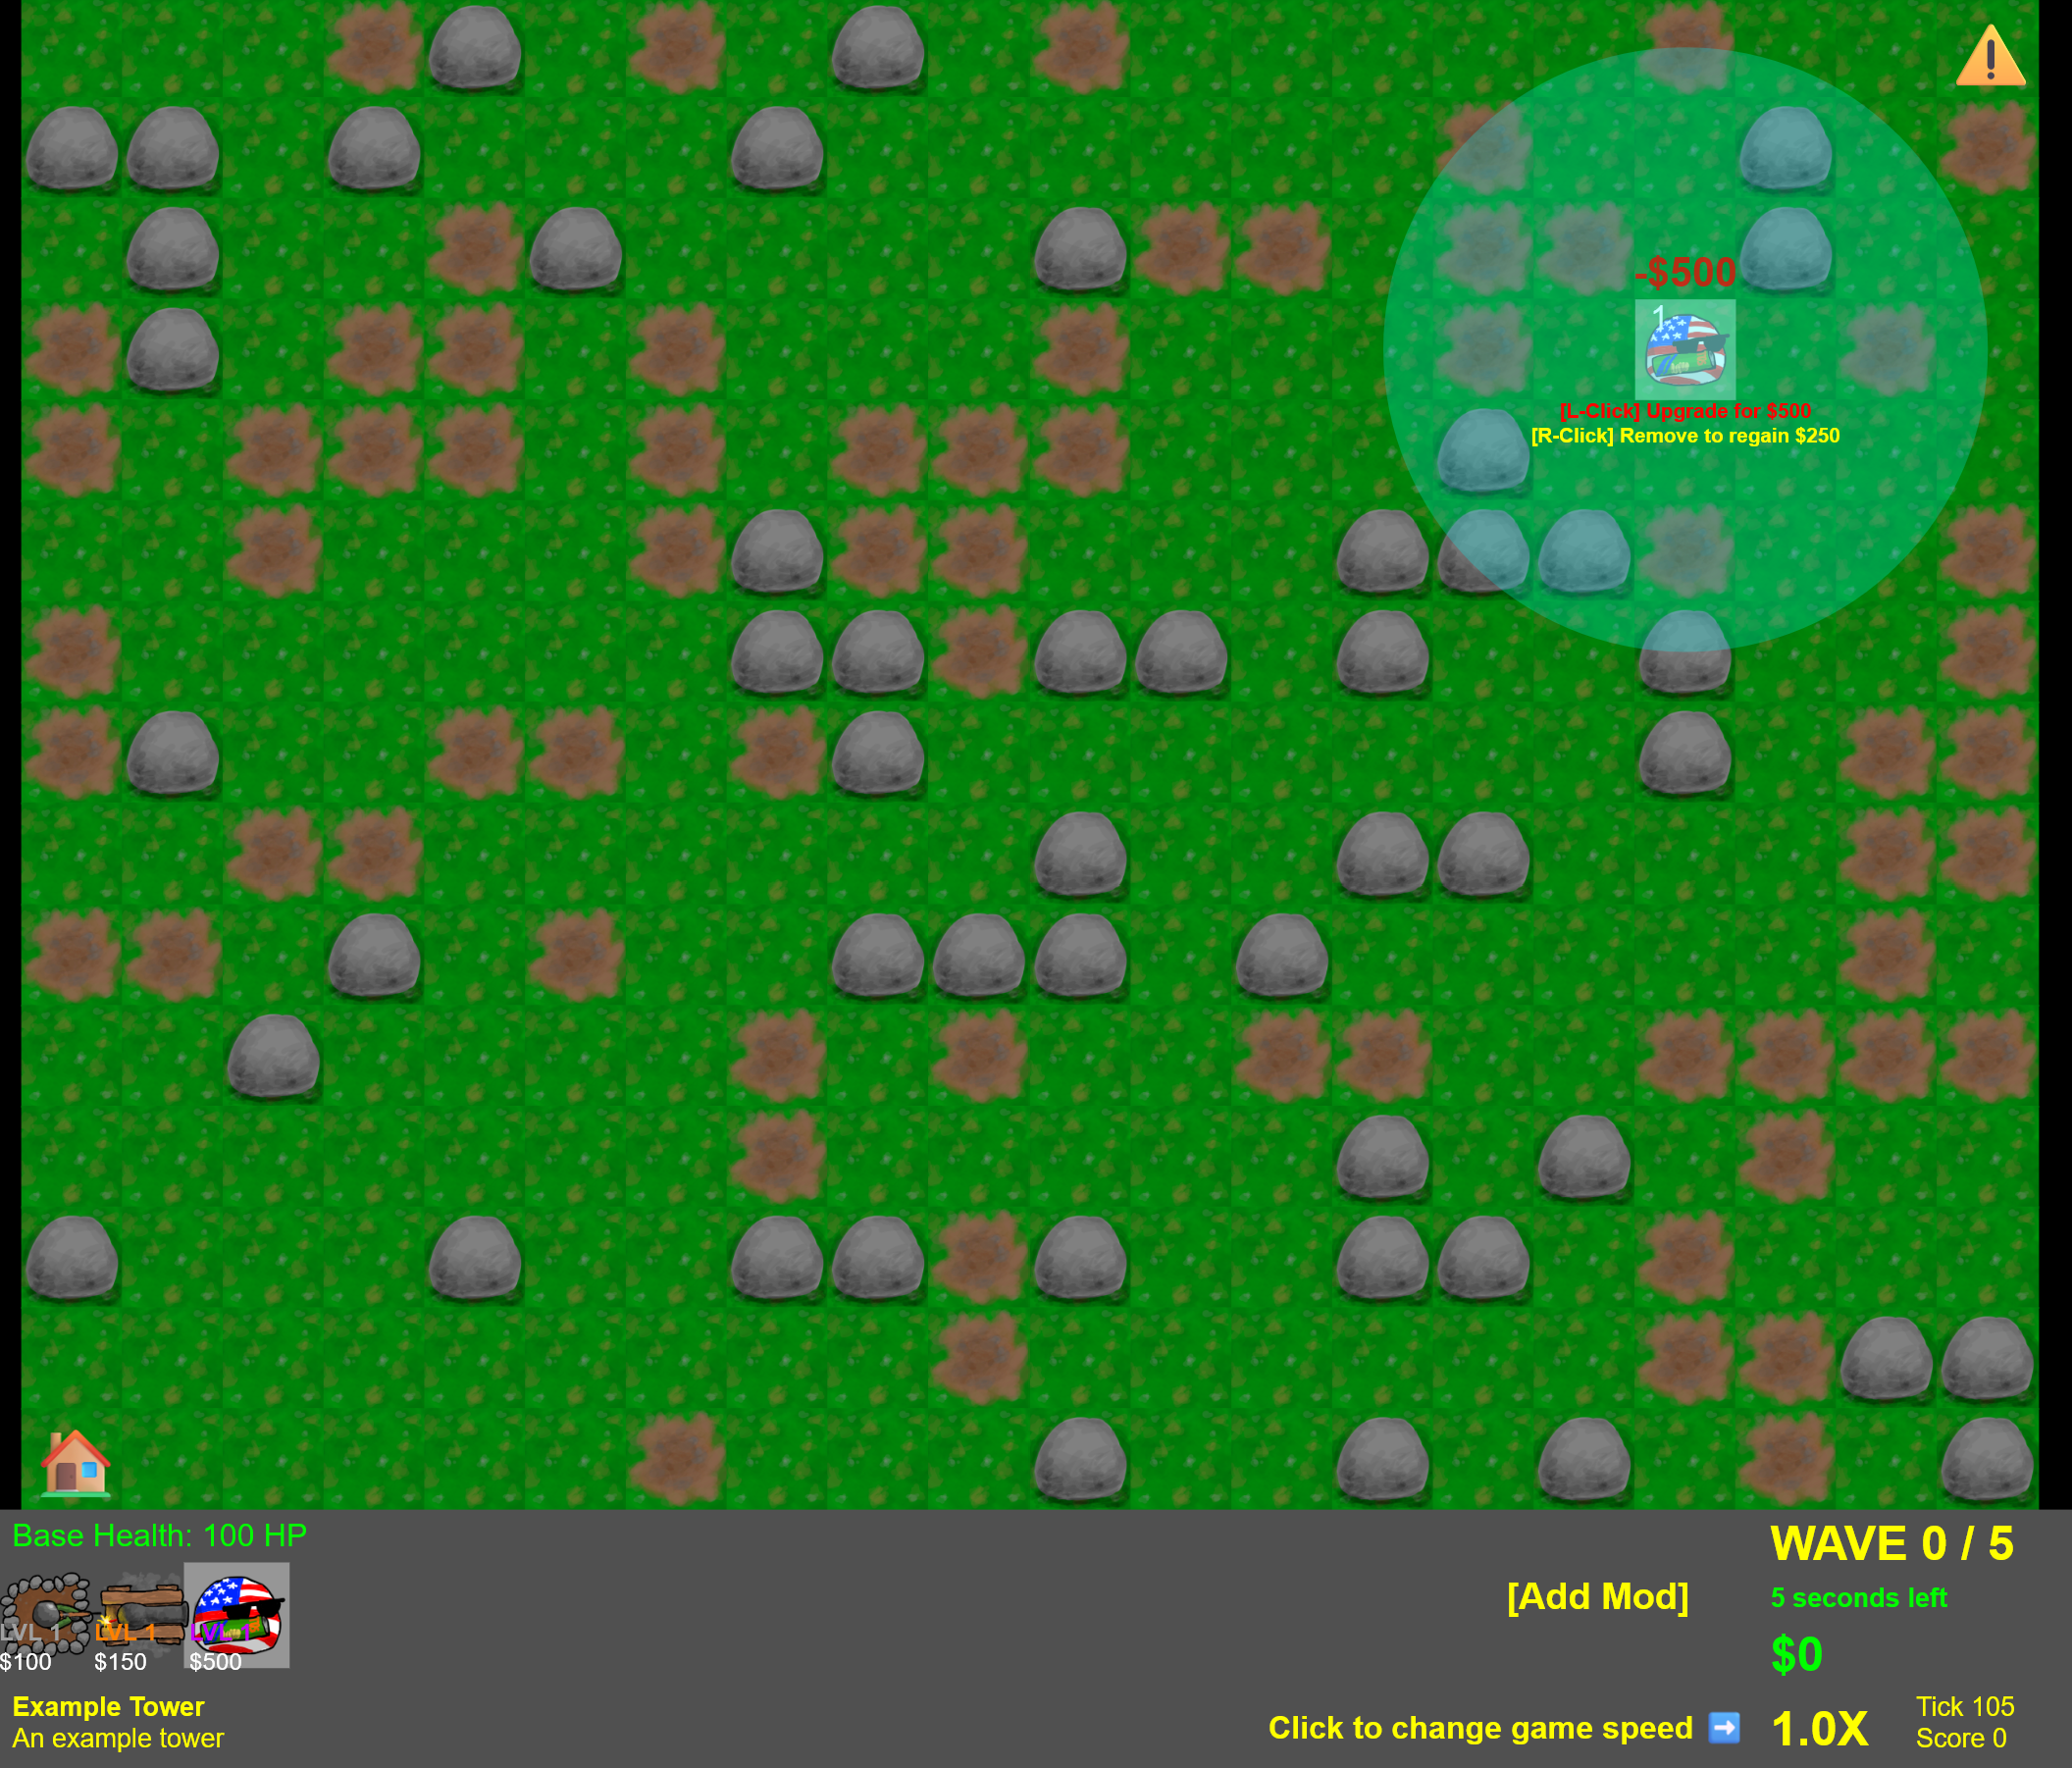 -$500
1
[L-Click] Upgrade for $500
[R-Click] Remove to regain $250
Base Health: 100 HP
WAVE 0 / 5
[Add Mod]
5 seconds left
LVL 1 LVL 1 LVL 1
$100 $150 $500
$0
Example Tower
An example tower
Click to change game speed
1.0X
Tick 105
Score 0